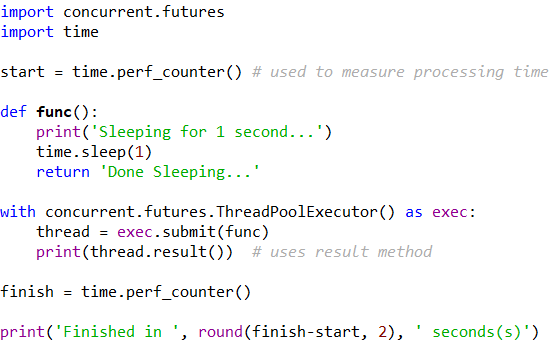 import concurrent.futures
import time
start = time.perf_counter() # used to measure processing time
def func():
    print('Sleeping for 1 second...')
    time.sleep(1)
    return 'Done Sleeping...'
with concurrent.futures.ThreadPoolExecutor() as exec:
    thread = exec.submit(func)
    print(thread.result())  # uses result method
finish = time.perf_counter()
print('Finished in ', round(finish-start, 2), ' seconds(s)')